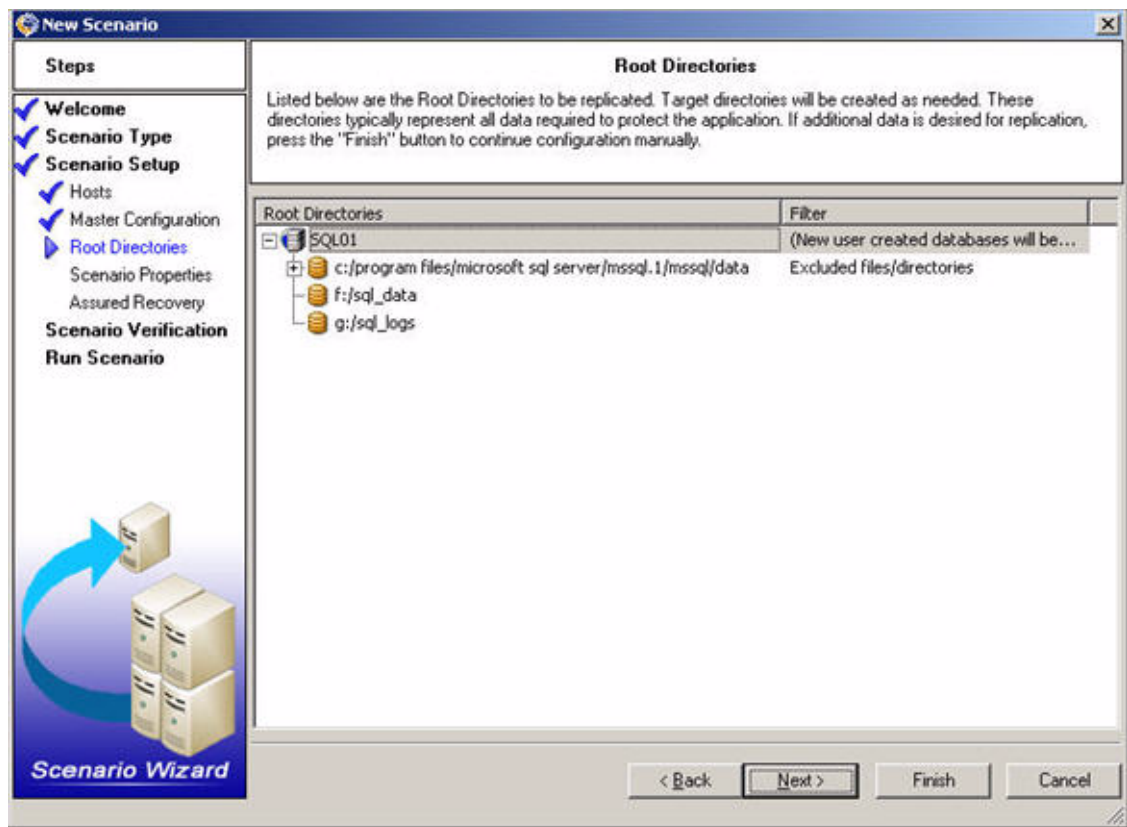 New Scenario
Steps
Welcome
Scenario Type
Scenario Setup
Hosts
Master Configuration
Root Directories
Scenario Properties
Assured Recovery
Scenario Verification
Run Scenario
Scenario Wizard
Root Directories
Listed below are the Root Directories to be replicated. Target directories will be created as needed. These
directories typically represent all data required to protect the application. If additional data is desired for replication,
press the "Finish" button to continue configuration manually.
Root Directories Filter
SQL01 (New user created databases will be...
c:/program files/microsoft sql server/mssql.1/mssql/data Excluded files/directories
f:/sql_data
g:/sql_logs
< Back Next > Finish Cancel